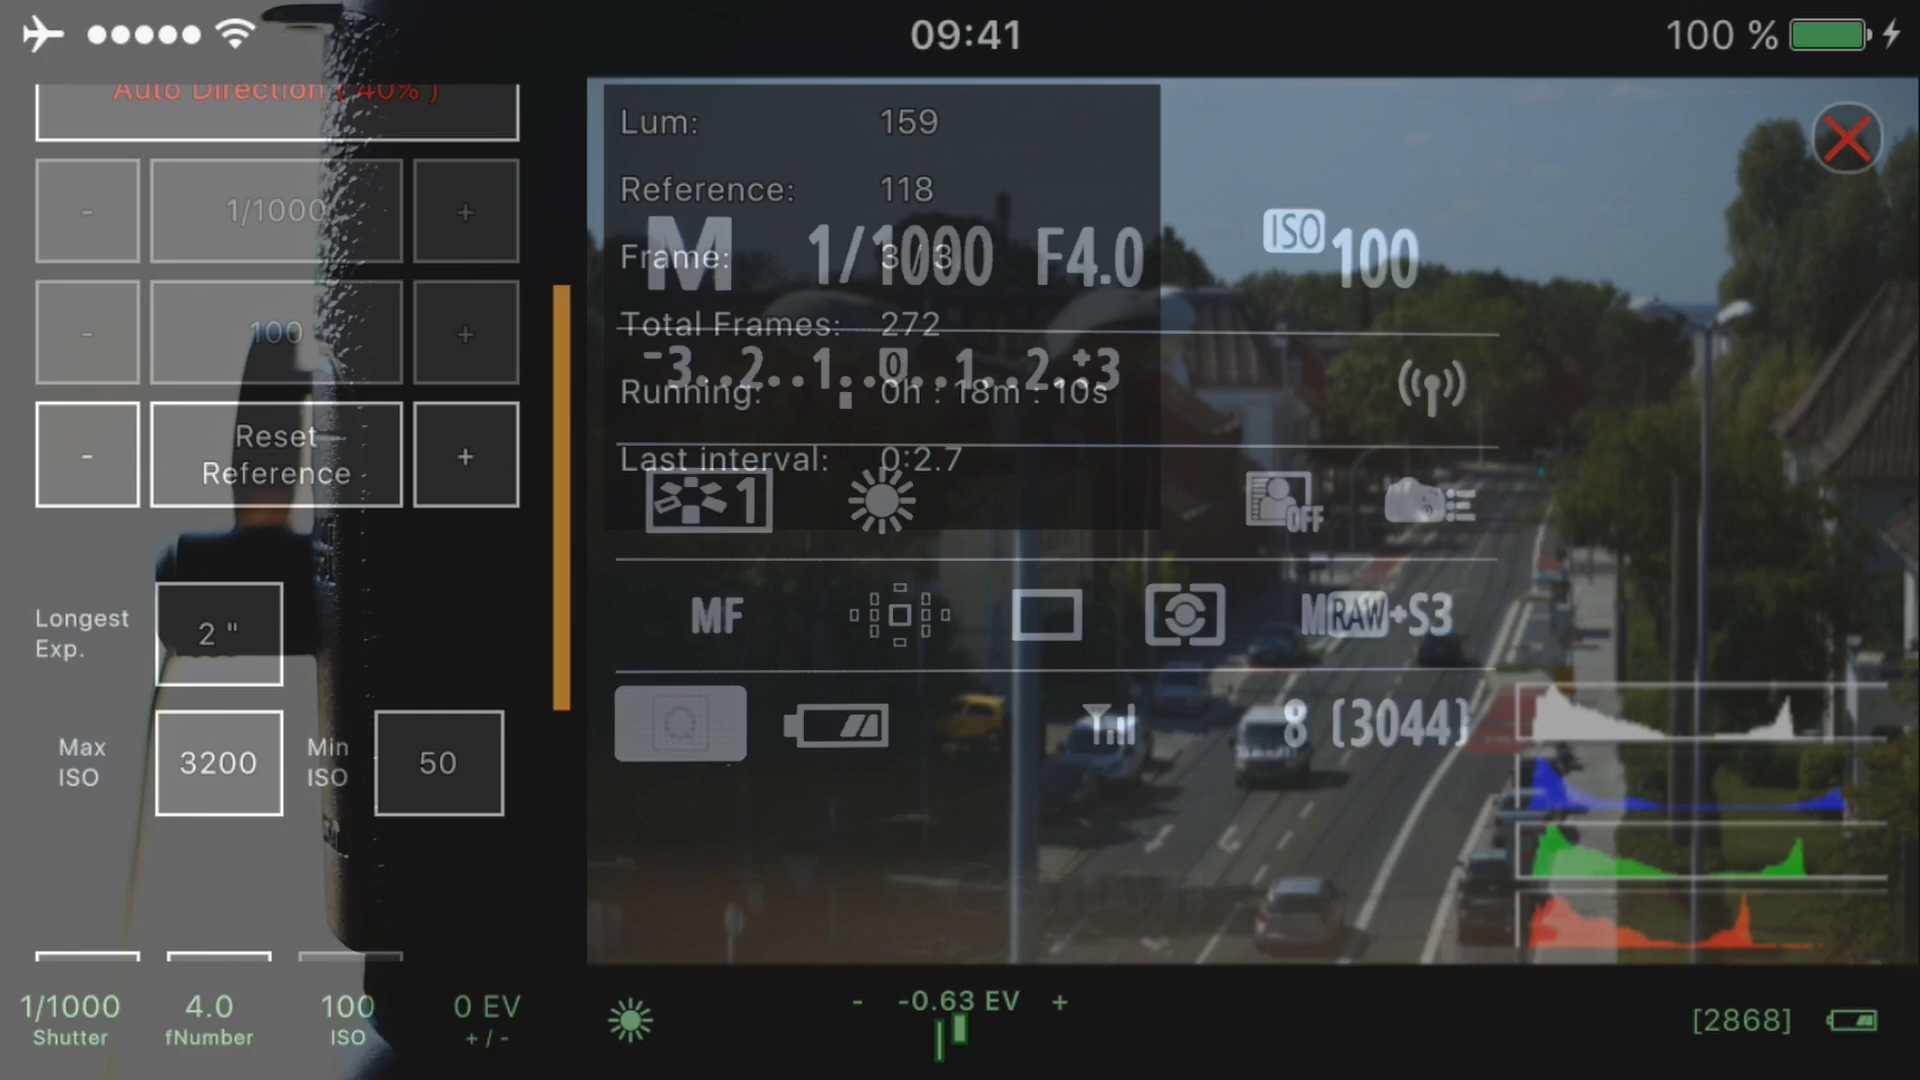 09:41
100 %
Auto Direction ( 40% )
- 1/1000 +
- 100 +
- Reset Reference +
Longest Exp.
2 "
Max ISO
3200
Min ISO
50
Lum: 159
Reference: 118
Frame: 3/3
Total Frames: 272
Running: 0h : 18m : 10s
Last interval: 0:2.7
M 1/1000 F4.0 ISO 100
-3..2..1..0..1..2.+3
1
OFF
MF
MRAW+S3
Q
8 (3044)
1/1000
Shutter
4.0
fNumber
100
ISO
0 EV
+ / -
- -0.63 EV +
[2868]